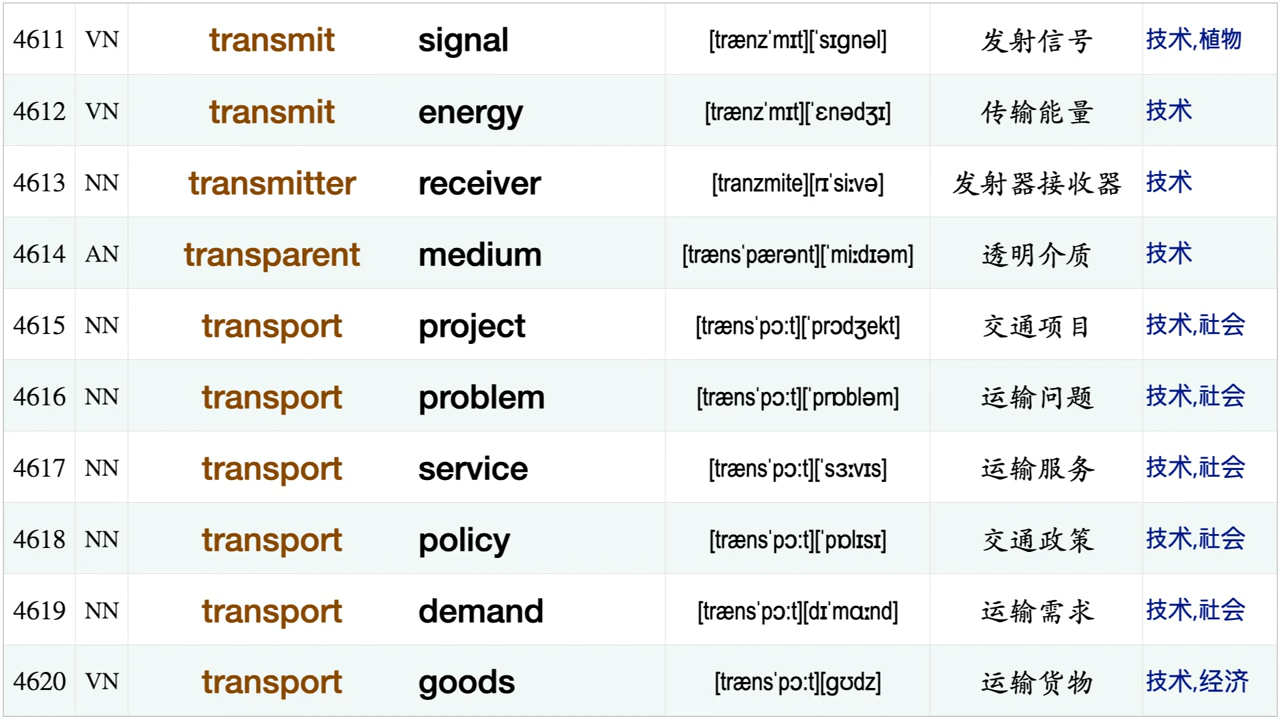 4611 VN transmit signal [trænzˈmɪt][ˈsɪgnəl] 发射信号 技术,植物
4612 VN transmit energy [trænzˈmɪt][ˈɛnədʒɪ] 传输能量 技术
4613 NN transmitter receiver [tranzmite][rɪˈsiːvə] 发射器接收器 技术
4614 AN transparent medium [trænsˈpærənt][ˈmiːdɪəm] 透明介质 技术
4615 NN transport project [trænsˈpɔːt][ˈprɔdʒekt] 交通项目 技术,社会
4616 NN transport problem [trænsˈpɔːt][ˈprɒbləm] 运输问题 技术,社会
4617 NN transport service [trænsˈpɔːt][ˈsɜːvɪs] 运输服务 技术,社会
4618 NN transport policy [trænsˈpɔːt][ˈpɒlɪsɪ] 交通政策 技术,社会
4619 NN transport demand [trænsˈpɔːt][dɪˈmɑːnd] 运输需求 技术,社会
4620 VN transport goods [trænsˈpɔːt][gʊdz] 运输货物 技术,经济